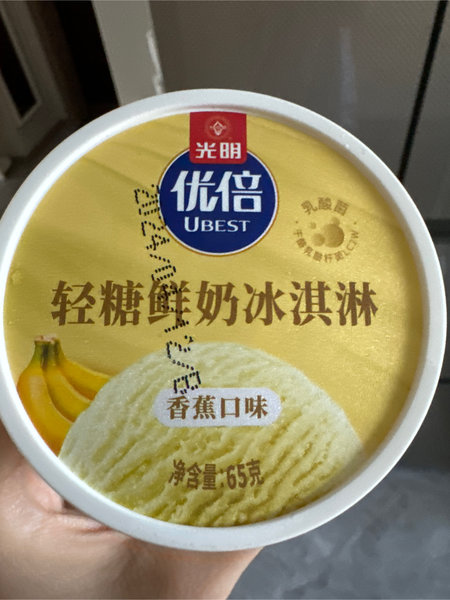 光明
优倍
UBEST
乳酸菌
轻糖鲜奶冰淇淋
香蕉口味
净含量:65克